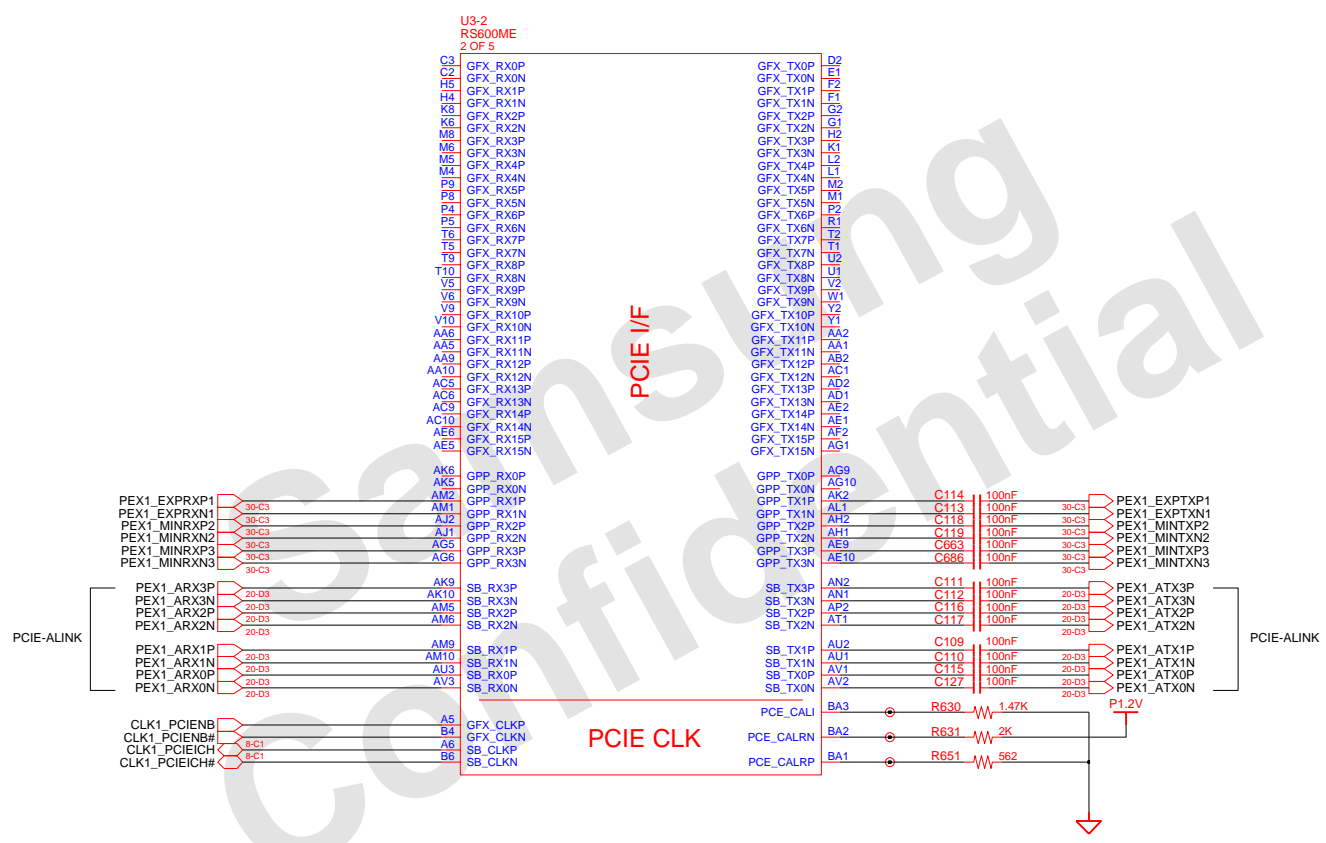 U3-2
RS600ME
2 OF 5
C3 GFX_RX0P GFX_TX0P D2
C2 GFX_RX0N GFX_TX0N E1
H5 GFX_RX1P GFX_TX1P F2
H4 GFX_RX1N GFX_TX1N F1
K8 GFX_RX2P GFX_TX2P G2
K6 GFX_RX2N GFX_TX2N G1
M8 GFX_RX3P GFX_TX3P H2
M6 GFX_RX3N GFX_TX3N K1
M5 GFX_RX4P GFX_TX4P L2
M4 GFX_RX4N GFX_TX4N L1
P9 GFX_RX5P GFX_TX5P M2
P8 GFX_RX5N GFX_TX5N M1
P4 GFX_RX6P GFX_TX6P P2
P5 GFX_RX6N GFX_TX6N R1
T6 GFX_RX7P GFX_TX7P T2
T5 GFX_RX7N GFX_TX7N T1
T9 GFX_RX8P GFX_TX8P U2
T10 GFX_RX8N GFX_TX8N U1
V5 GFX_RX9P GFX_TX9P V2
V6 GFX_RX9N GFX_TX9N W1
V9 GFX_RX10P GFX_TX10P Y2
V10 GFX_RX10N GFX_TX10N Y1
AA6 GFX_RX11P GFX_TX11P AA2
AA5 GFX_RX11N GFX_TX11N AA1
AA9 GFX_RX12P GFX_TX12P AB2
AA10 GFX_RX12N GFX_TX12N AC1
AC5 GFX_RX13P GFX_TX13P AD2
AC6 GFX_RX13N GFX_TX13N AD1
AC9 GFX_RX14P GFX_TX14P AE2
AC10 GFX_RX14N GFX_TX14N AE1
AE6 GFX_RX15P GFX_TX15P AF2
AE5 GFX_RX15N GFX_TX15N AG1
PCIE I/F
AK6 GPP_RX0P GPP_TX0P AG9
AK5 GPP_RX0N GPP_TX0N AG10
PEX1_EXPRXP1 30-C3 AM2 GPP_RX1P GPP_TX1P AK2 C114 100nF PEX1_EXPTXP1
PEX1_EXPRXN1 30-C3 AM1 GPP_RX1N GPP_TX1N AL1 C113 100nF 30-C3 PEX1_EXPTXN1
PEX1_MINRXP2 30-C3 AJ2 GPP_RX2P GPP_TX2P AH2 C118 100nF 30-C3 PEX1_MINTXP2
PEX1_MINRXN2 30-C3 AJ1 GPP_RX2N GPP_TX2N AH1 C119 100nF 30-C3 PEX1_MINTXN2
PEX1_MINRXP3 30-C3 AG5 GPP_RX3P GPP_TX3P AE9 C663 100nF 30-C3 PEX1_MINTXP3
PEX1_MINRXN3 30-C3 AG6 GPP_RX3N GPP_TX3N AE10 C686 100nF 30-C3 PEX1_MINTXN3
30-C3
PEX1_ARX3P 20-D3 AK9 SB_RX3P SB_TX3P AN2 C111 100nF PEX1_ATX3P
PEX1_ARX3N 20-D3 AK10 SB_RX3N SB_TX3N AN1 C112 100nF 20-D3 PEX1_ATX3N
PEX1_ARX2P 20-D3 AM5 SB_RX2P SB_TX2P AP2 C116 100nF 20-D3 PEX1_ATX2P
PEX1_ARX2N 20-D3 AM6 SB_RX2N SB_TX2N AT1 C117 100nF 20-D3 PEX1_ATX2N
20-D3
PCIE-ALINK PCIE-ALINK
PEX1_ARX1P 20-D3 AM9 SB_RX1P SB_TX1P AU2 C109 100nF PEX1_ATX1P
PEX1_ARX1N 20-D3 AM10 SB_RX1N SB_TX1N AU1 C110 100nF 20-D3 PEX1_ATX1N
PEX1_ARX0P 20-D3 AU3 SB_RX0P SB_TX0P AV1 C115 100nF 20-D3 PEX1_ATX0P
PEX1_ARX0N 20-D3 AV3 SB_RX0N SB_TX0N AV2 C127 100nF 20-D3 PEX1_ATX0N
20-D3
P1.2V
PCE_CALI BA3 R630 1.47K
CLK1_PCIENB A5 GFX_CLKP
CLK1_PCIENB# B4 GFX_CLKN PCIE CLK PCE_CALRN BA2 R631 2K
CLK1_PCIEICH 8-C1 A6 SB_CLKP
CLK1_PCIEICH# 8-C1 B6 SB_CLKN PCE_CALRP BA1 R651 562
Samsung
Confidential